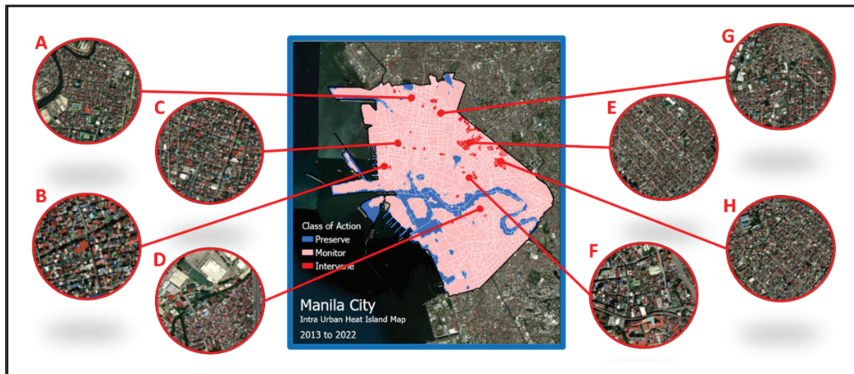 A
C
B
D
Class of Action
Preserve
Monitor
Intervene
Manila City
Intra Urban Heat Island Map
2013 to 2022
G
E
H
F